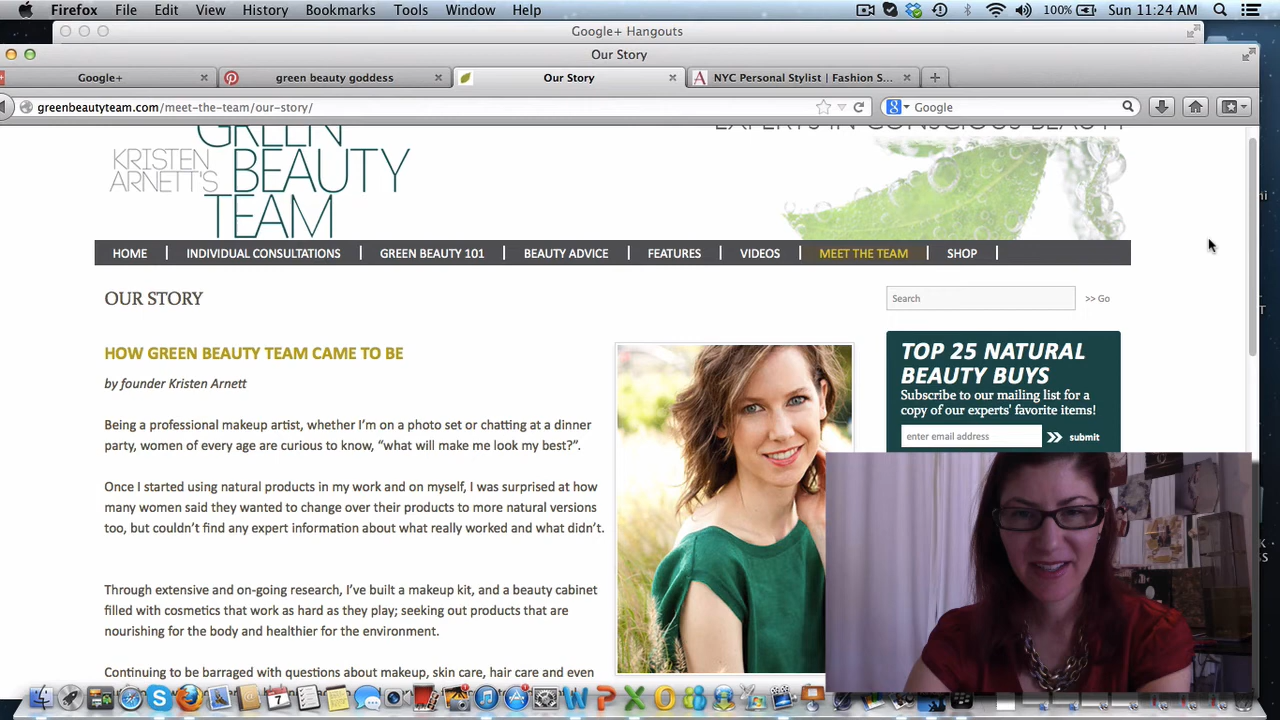 Firefox File Edit View History Bookmarks Tools Window Help 100% Sun 11:24 AM
Google+ Hangouts
Our Story
Google+ green beauty goddess Our Story NYC Personal Stylist | Fashion S...
greenbeautyteam.com/meet-the-team/our-story/ Google
EXPERTS IN CONSCIOUS BEAUTY
KRISTEN ARNETT'S
GREEN
BEAUTY
TEAM
HOME INDIVIDUAL CONSULTATIONS GREEN BEAUTY 101 BEAUTY ADVICE FEATURES VIDEOS MEET THE TEAM SHOP
OUR STORY
Search >> Go
HOW GREEN BEAUTY TEAM CAME TO BE
by founder Kristen Arnett
Being a professional makeup artist, whether I'm on a photo set or chatting at a dinner
party, women of every age are curious to know, “what will make me look my best?”.
Once I started using natural products in my work and on myself, I was surprised at how
many women said they wanted to change over their products to more natural versions
too, but couldn't find any expert information about what really worked and what didn't.
Through extensive and on-going research, I've built a makeup kit, and a beauty cabinet
filled with cosmetics that work as hard as they play; seeking out products that are
nourishing for the body and healthier for the environment.
Continuing to be barraged with questions about makeup, skin care, hair care and even
TOP 25 NATURAL
BEAUTY BUYS
Subscribe to our mailing list for a
copy of our experts' favorite items!
enter email address submit